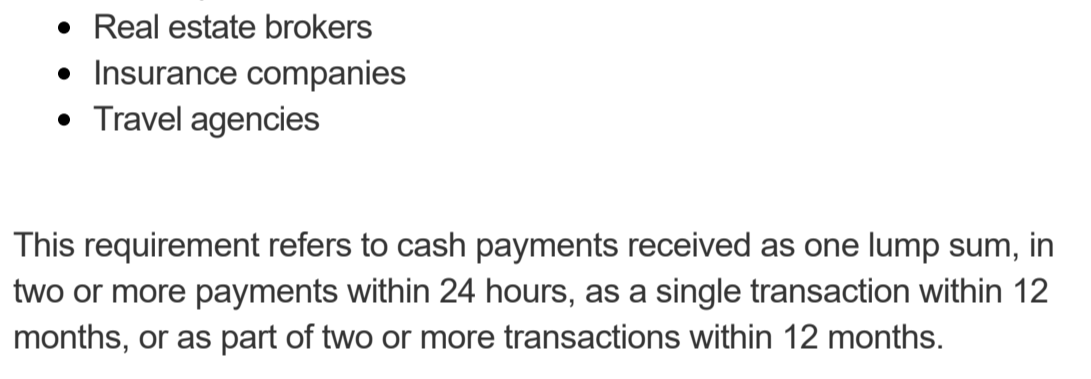 • Real estate brokers
• Insurance companies
• Travel agencies
This requirement refers to cash payments received as one lump sum, in
two or more payments within 24 hours, as a single transaction within 12
months, or as part of two or more transactions within 12 months.